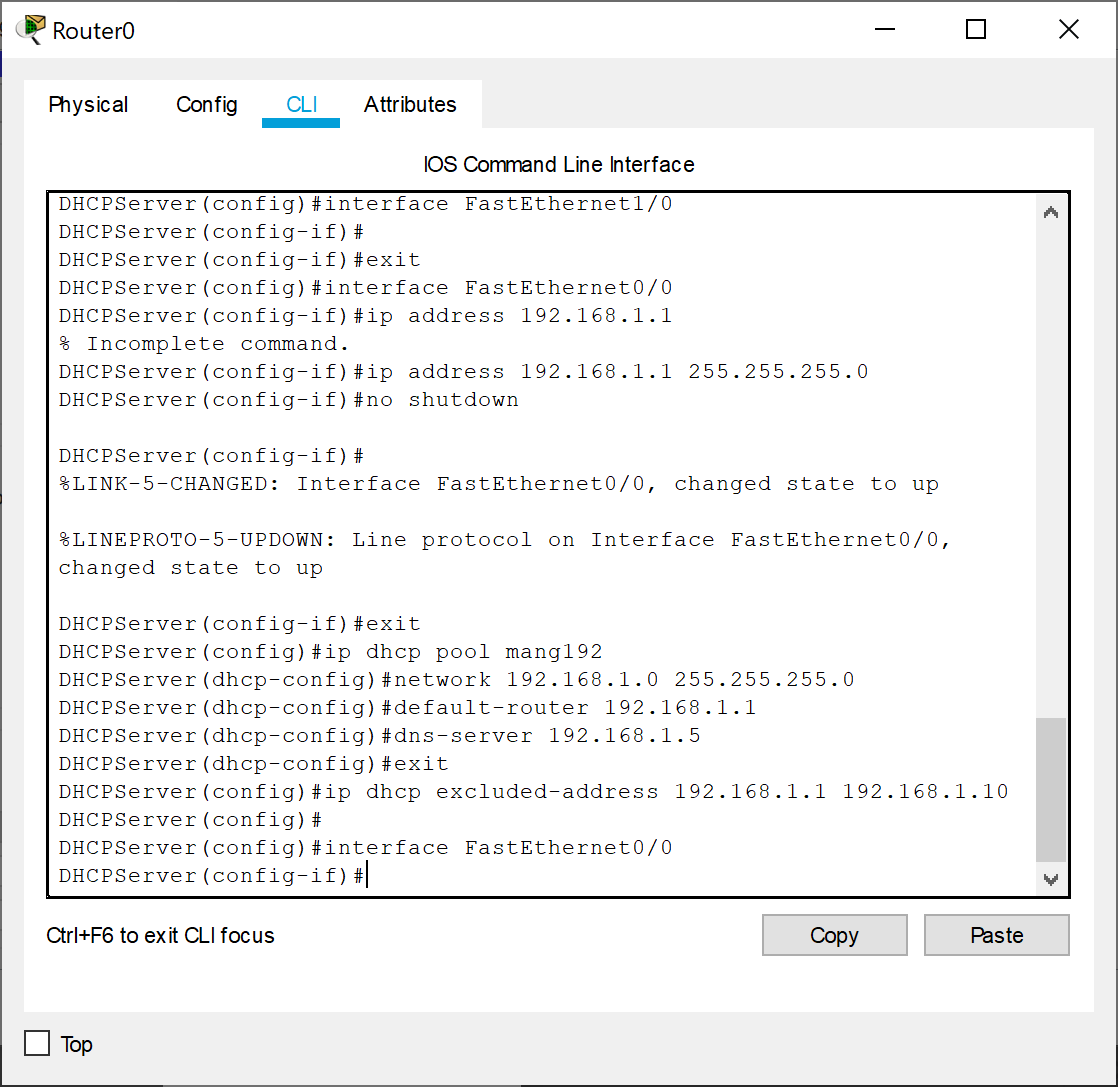 Router0
Physical Config CLI Attributes
IOS Command Line Interface
DHCPServer(config)#interface FastEthernet1/0
DHCPServer(config-if)#
DHCPServer(config-if)#exit
DHCPServer(config)#interface FastEthernet0/0
DHCPServer(config-if)#ip address 192.168.1.1
% Incomplete command.
DHCPServer(config-if)#ip address 192.168.1.1 255.255.255.0
DHCPServer(config-if)#no shutdown
DHCPServer(config-if)#
%LINK-5-CHANGED: Interface FastEthernet0/0, changed state to up
%LINEPROTO-5-UPDOWN: Line protocol on Interface FastEthernet0/0,
changed state to up
DHCPServer(config-if)#exit
DHCPServer(config)#ip dhcp pool mang192
DHCPServer(dhcp-config)#network 192.168.1.0 255.255.255.0
DHCPServer(dhcp-config)#default-router 192.168.1.1
DHCPServer(dhcp-config)#dns-server 192.168.1.5
DHCPServer(dhcp-config)#exit
DHCPServer(config)#ip dhcp excluded-address 192.168.1.1 192.168.1.10
DHCPServer(config)#
DHCPServer(config)#interface FastEthernet0/0
DHCPServer(config-if)#
Ctrl+F6 to exit CLI focus
Copy Paste
Top